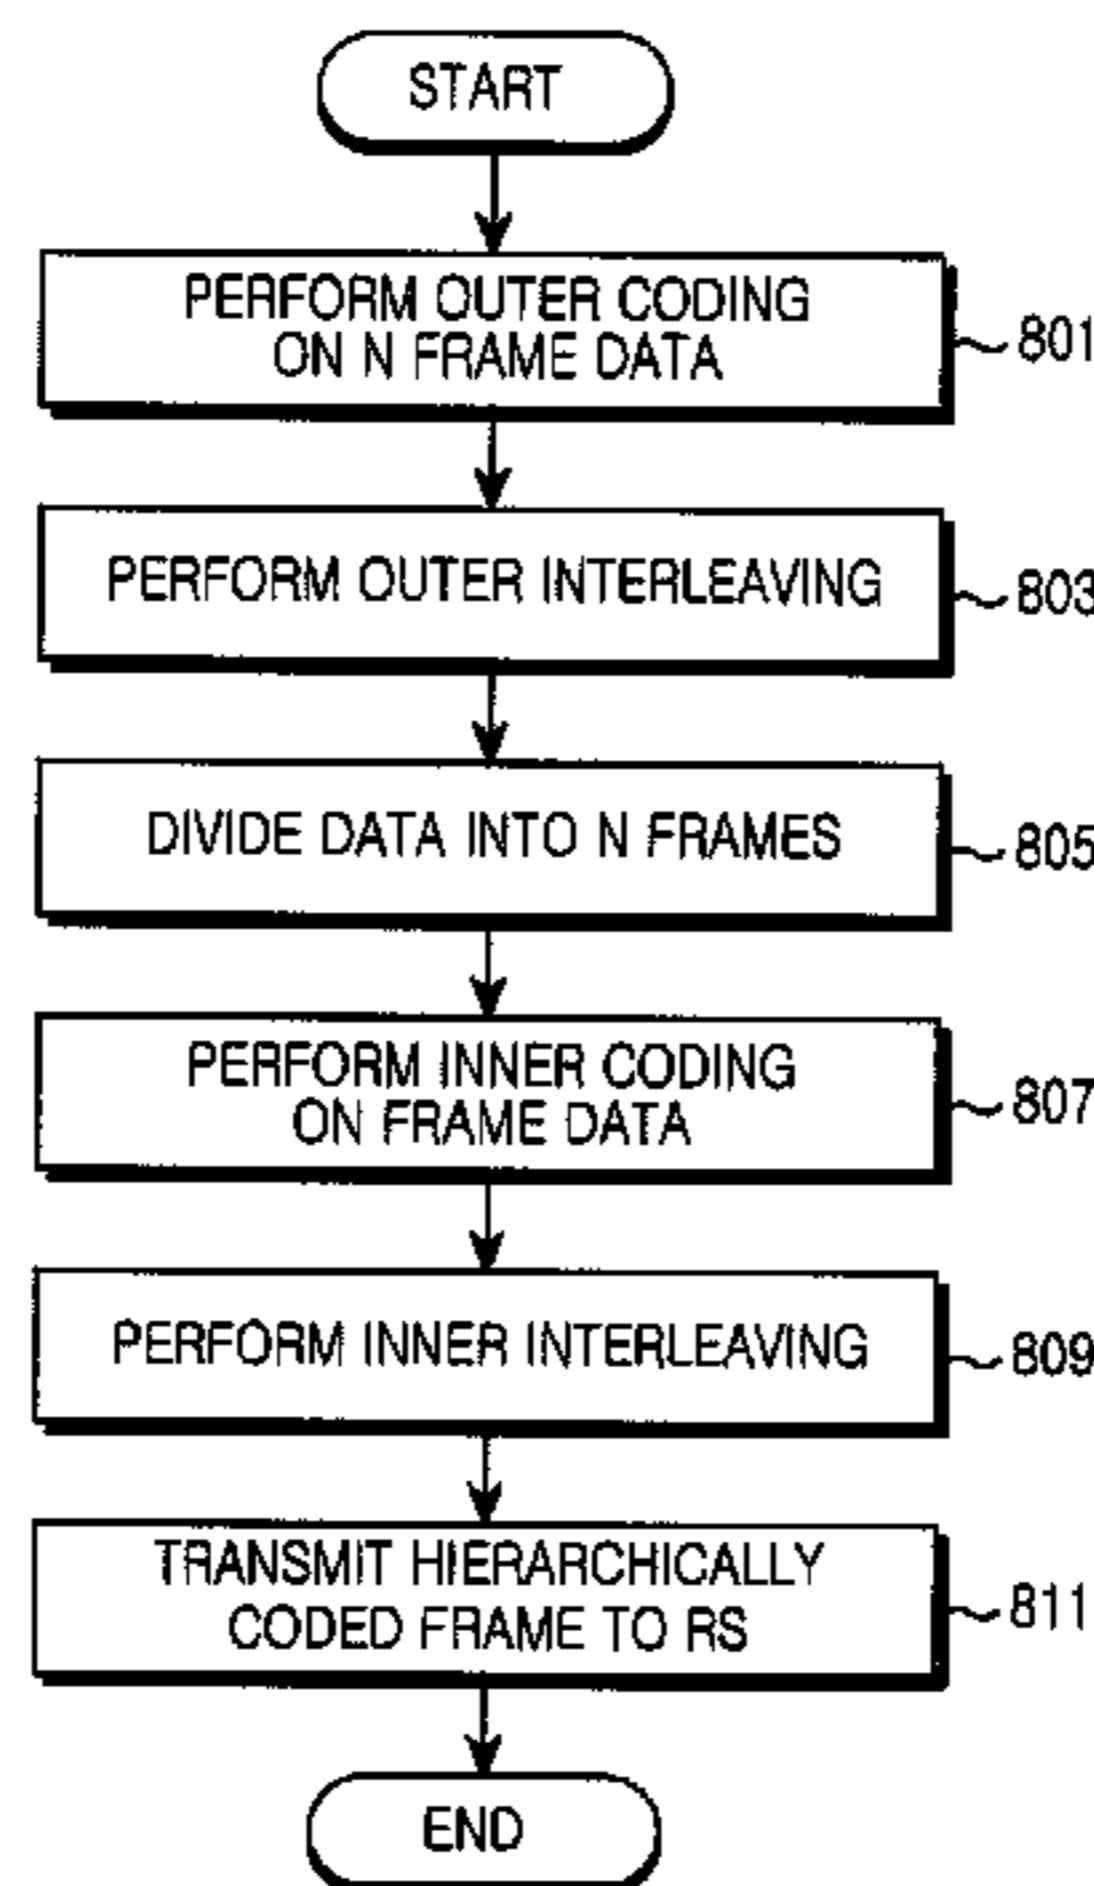 START
PERFORM OUTER CODING
ON N FRAME DATA
801
PERFORM OUTER INTERLEAVING
803
DIVIDE DATA INTO N FRAMES
805
PERFORM INNER CODING
ON FRAME DATA
807
PERFORM INNER INTERLEAVING
809
TRANSMIT HIERARCHICALLY
CODED FRAME TO RS
811
END